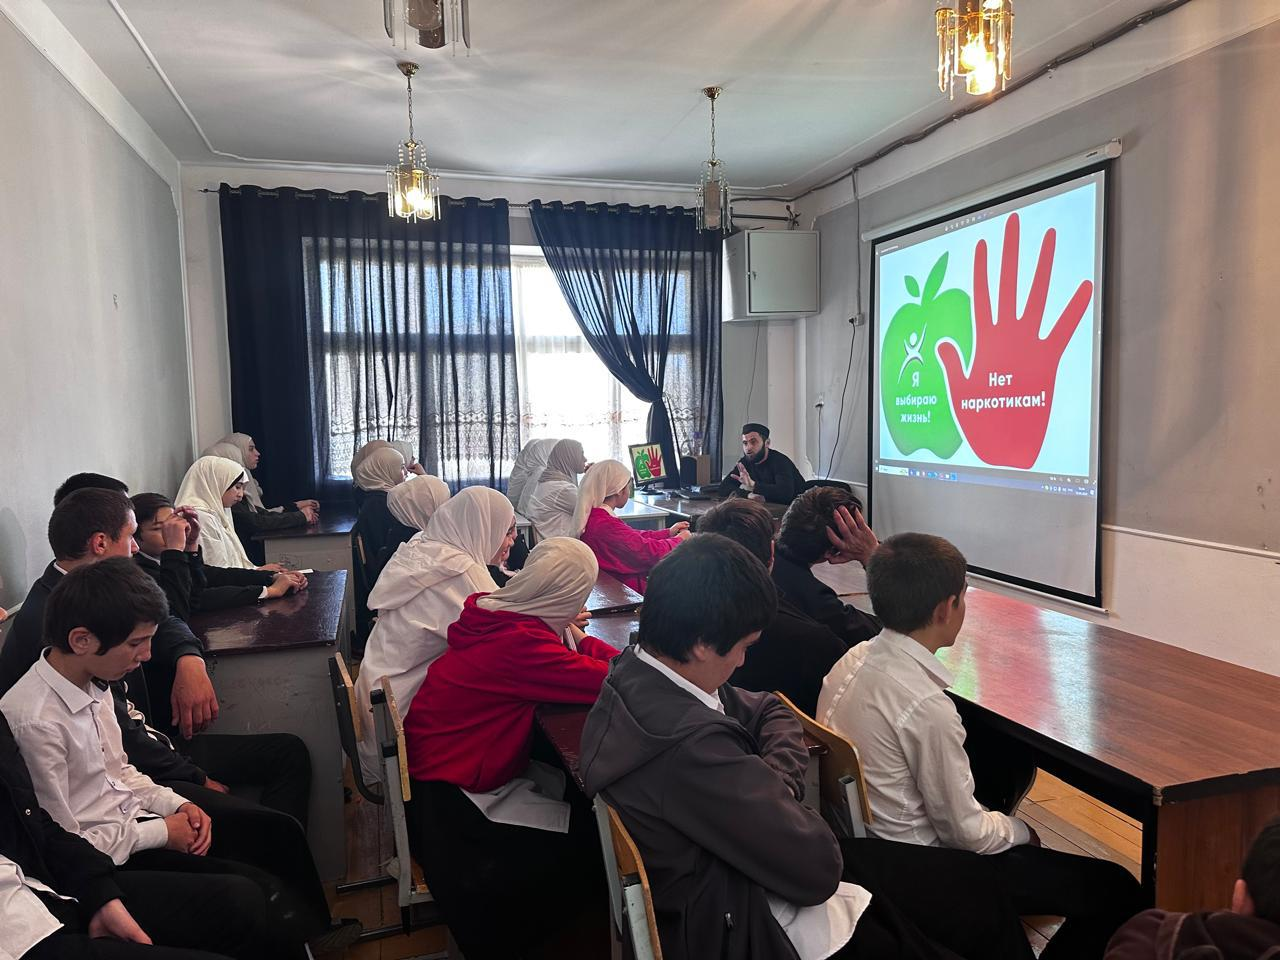 Я
выбираю
жизнь!
Нет
наркотикам!